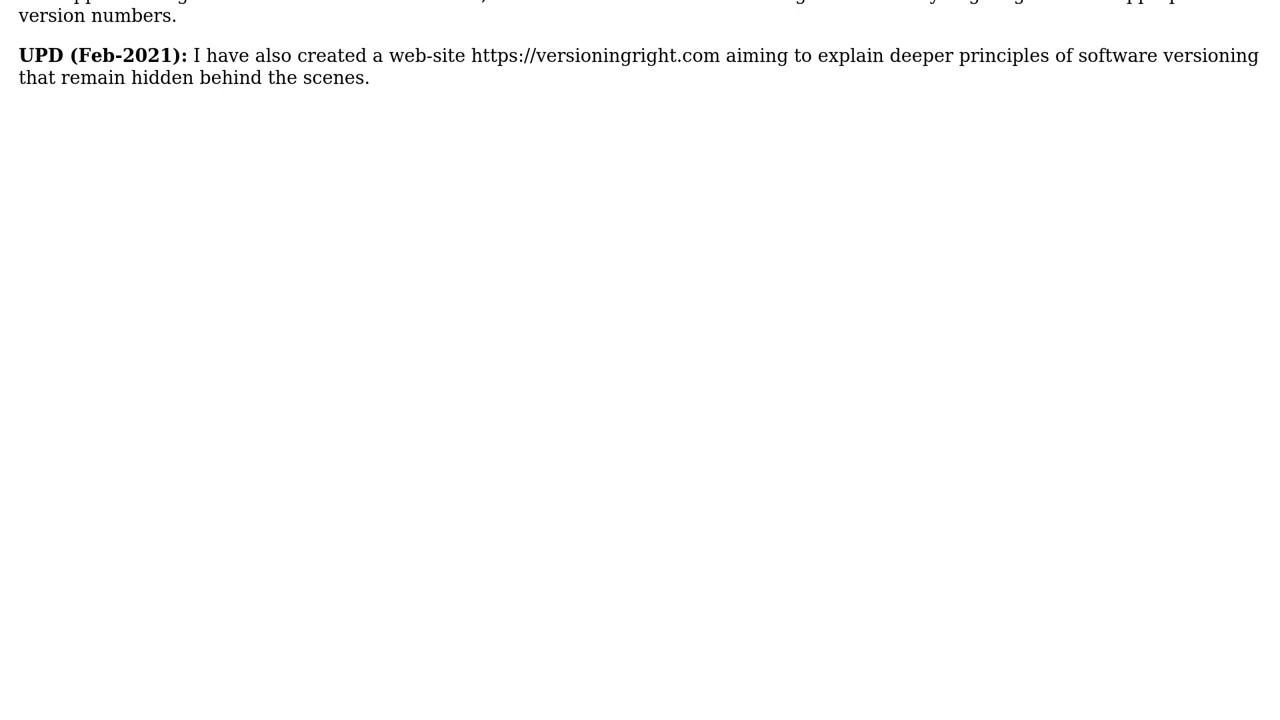 version numbers.
UPD (Feb-2021): I have also created a web-site https://versioningright.com aiming to explain deeper principles of software versioning
that remain hidden behind the scenes.